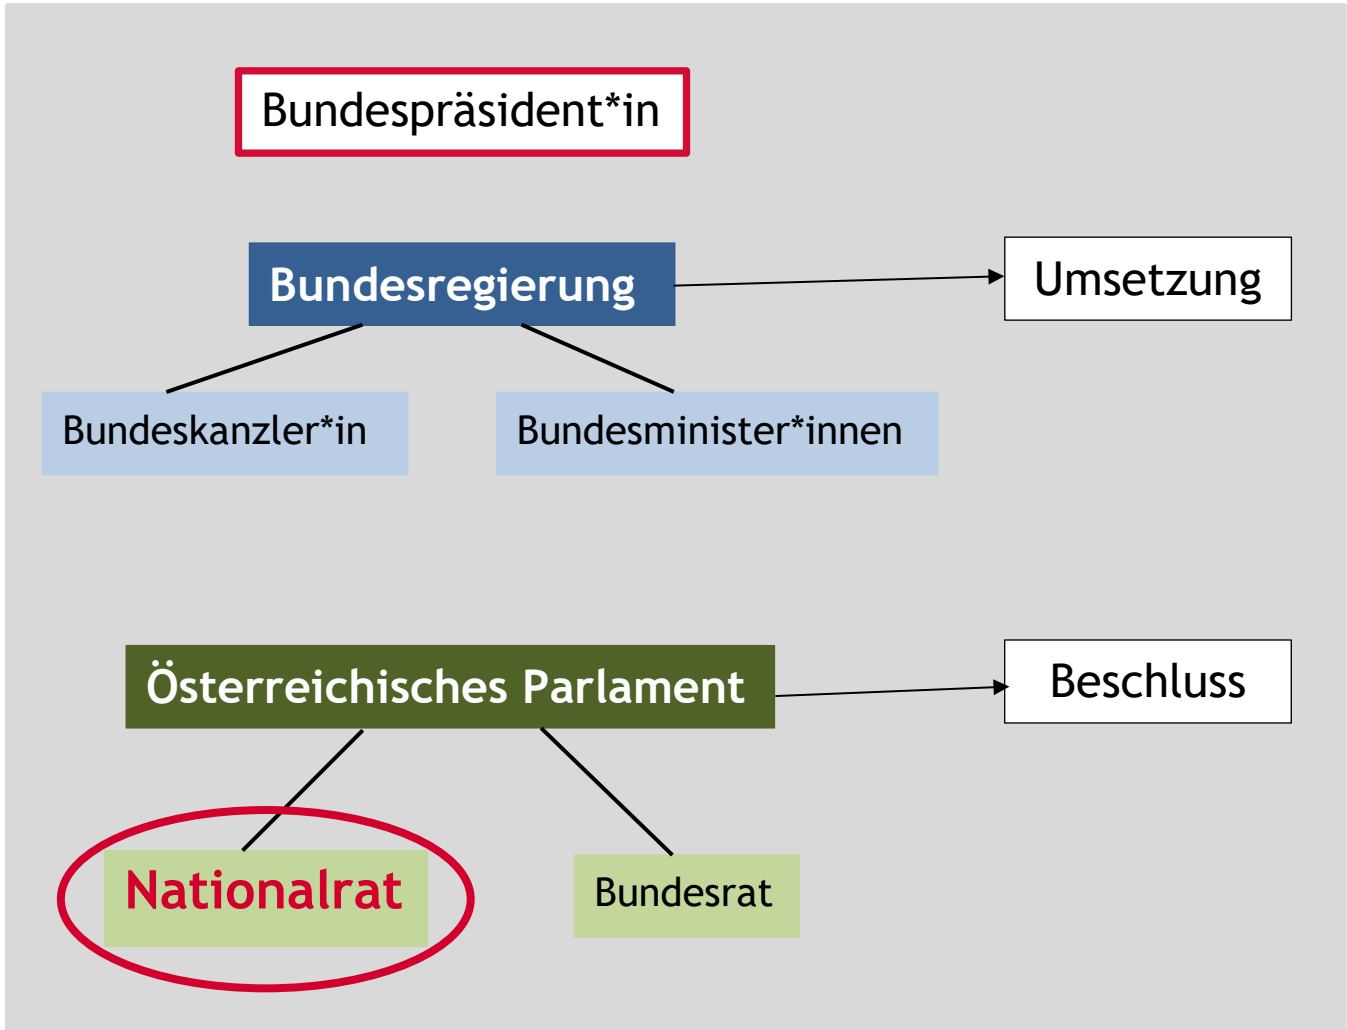 Bundespräsident*in
Bundesregierung
Umsetzung
Bundeskanzler*in
Bundesminister*innen
Österreichisches Parlament
Beschluss
Nationalrat
Bundesrat